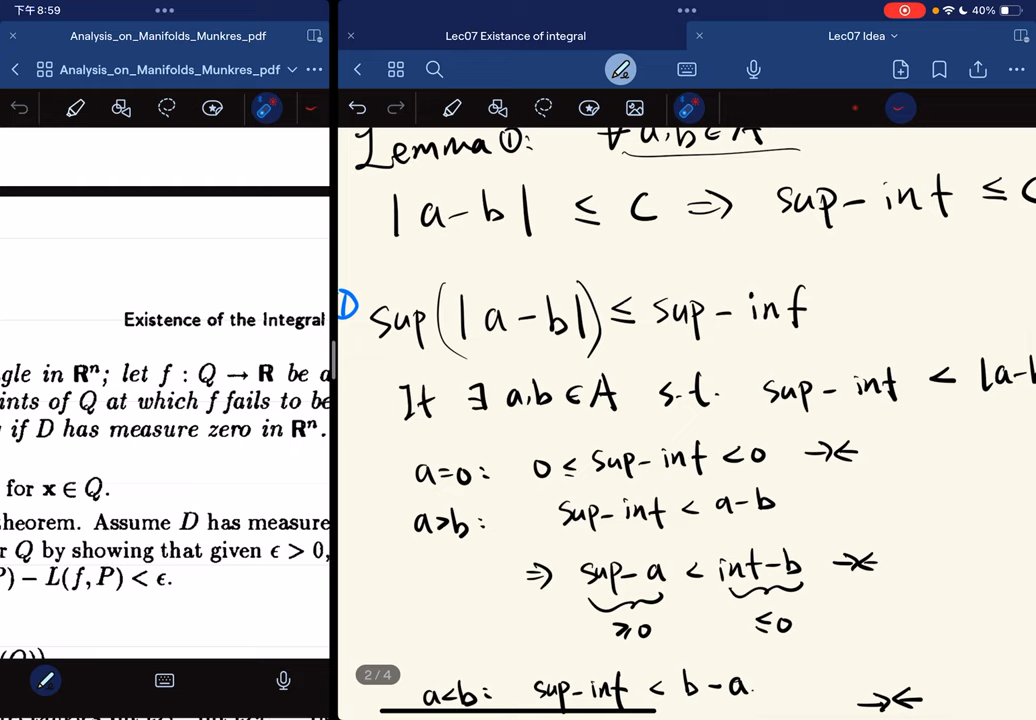 下午8:59
40%
Analysis_on_Manifolds_Munkres_pdf
Analysis_on_Manifolds_Munkres_pdf
Existence of the Integral
gle in Rⁿ; let f : Q → R be a
ints of Q at which f fails to be
if D has measure zero in Rⁿ.
for x ∈ Q.
heorem. Assume D has measure
r Q by showing that given ϵ > 0,
P) − L(f, P) < ϵ.
Lec07 Existance of integral
Lec07 Idea
Lemma ①: ∀ a,b ∈ A
|a-b| ≤ C ⇒ sup-inf ≤ C
① sup(|a-b|) ≤ sup-inf
If ∃ a,b ∈ A s.t. sup-inf < |a-b
a=0: 0 ≤ sup-inf < 0 →←
a>b: sup-inf < a-b
⇒ sup-a < inf-b →←
≥0 ≤0
a<b: sup-inf < b-a. →←
2/4